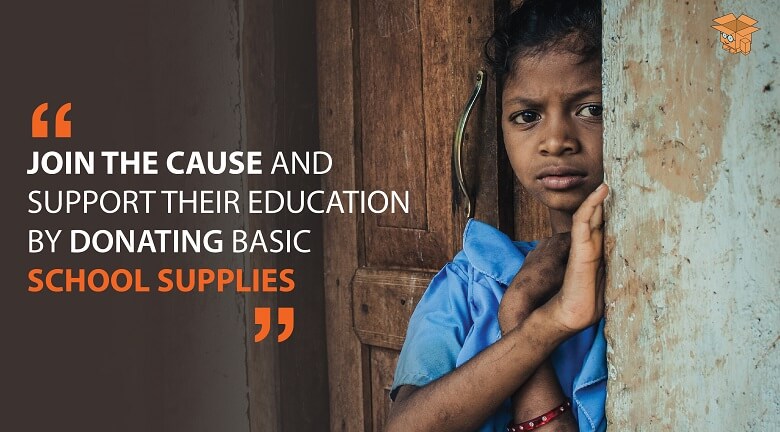 “
JOIN THE CAUSE AND
SUPPORT THEIR EDUCATION
BY DONATING BASIC
SCHOOL SUPPLIES
”